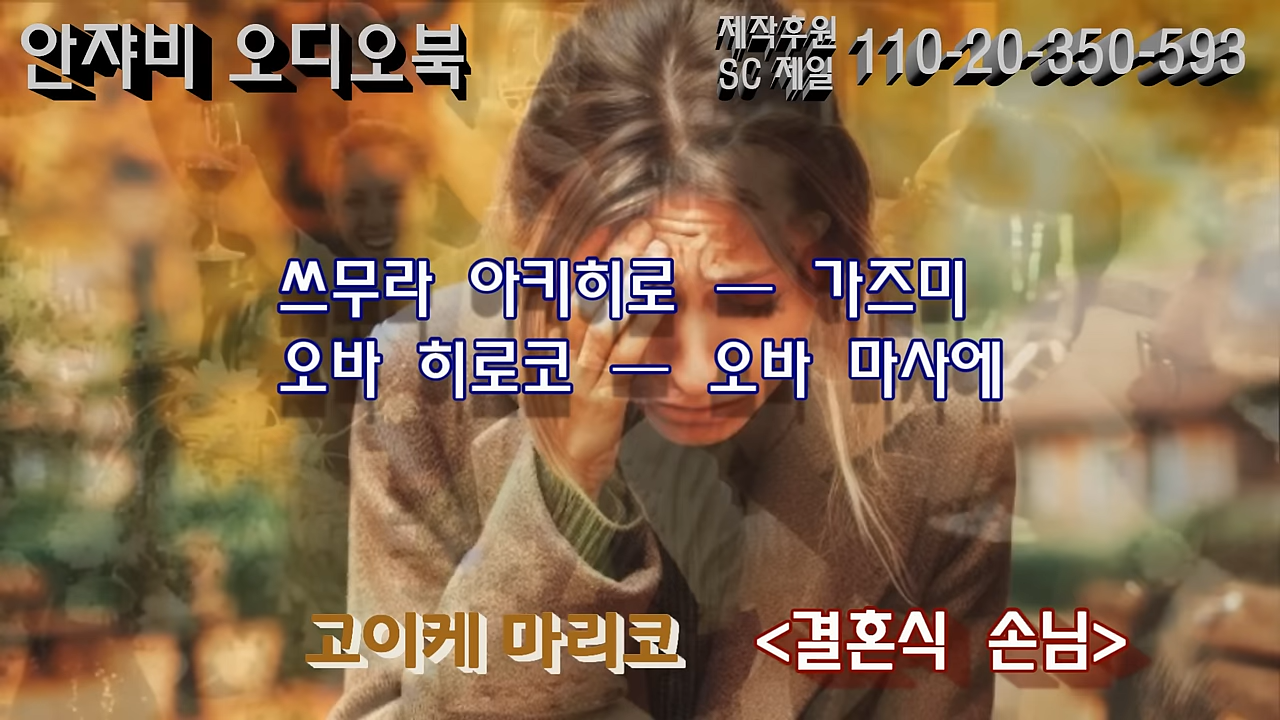 안쟈비 오디오북
제작후원
SC 제일
110-20-350-593
쓰무라 아키히로 — 가즈미
오바 히로코 — 오바 마사에
고이케 마리코
<결혼식 손님>